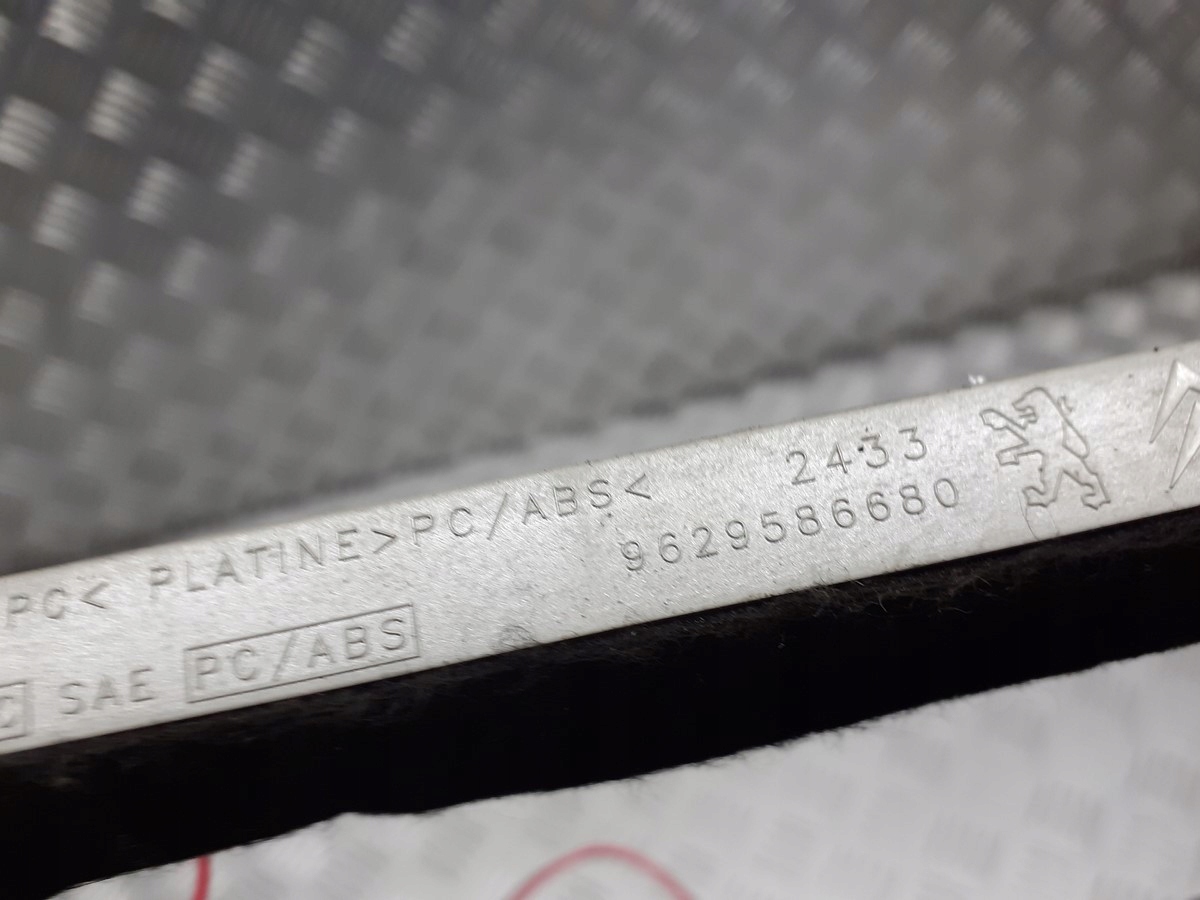 PC< PLATINE>PC/ABS< 2433
9629586680
C SAE PC/ABS